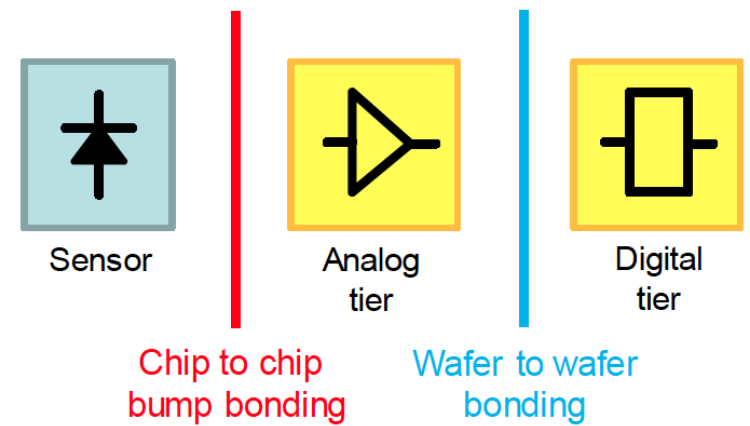 Sensor
Analog
tier
Digital
tier
Chip to chip
bump bonding
Wafer to wafer
bonding